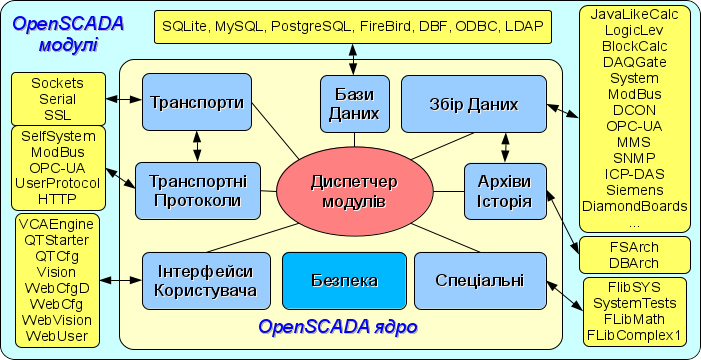 OpenSCADA
модулі
SQLite, MySQL, PostgreSQL, FireBird, DBF, ODBC, LDAP
Sockets
Serial
SSL
SelfSystem
ModBus
OPC-UA
UserProtocol
HTTP
VCAEngine
QTStarter
QTCfg
Vision
WebCfgD
WebCfg
WebVision
WebUser
Транспорти
Бази
Даних
Збір Даних
Транспортні
Протоколи
Диспетчер
модулів
Архіви
Історія
Інтерфейси
Користувача
Безпека
Спеціальні
OpenSCADA ядро
JavaLikeCalc
LogicLev
BlockCalc
DAQGate
System
ModBus
DCON
OPC-UA
MMS
SNMP
ICP-DAS
Siemens
DiamondBoards
...
FSArch
DBArch
FlibSYS
SystemTests
FLibMath
FLibComplex1